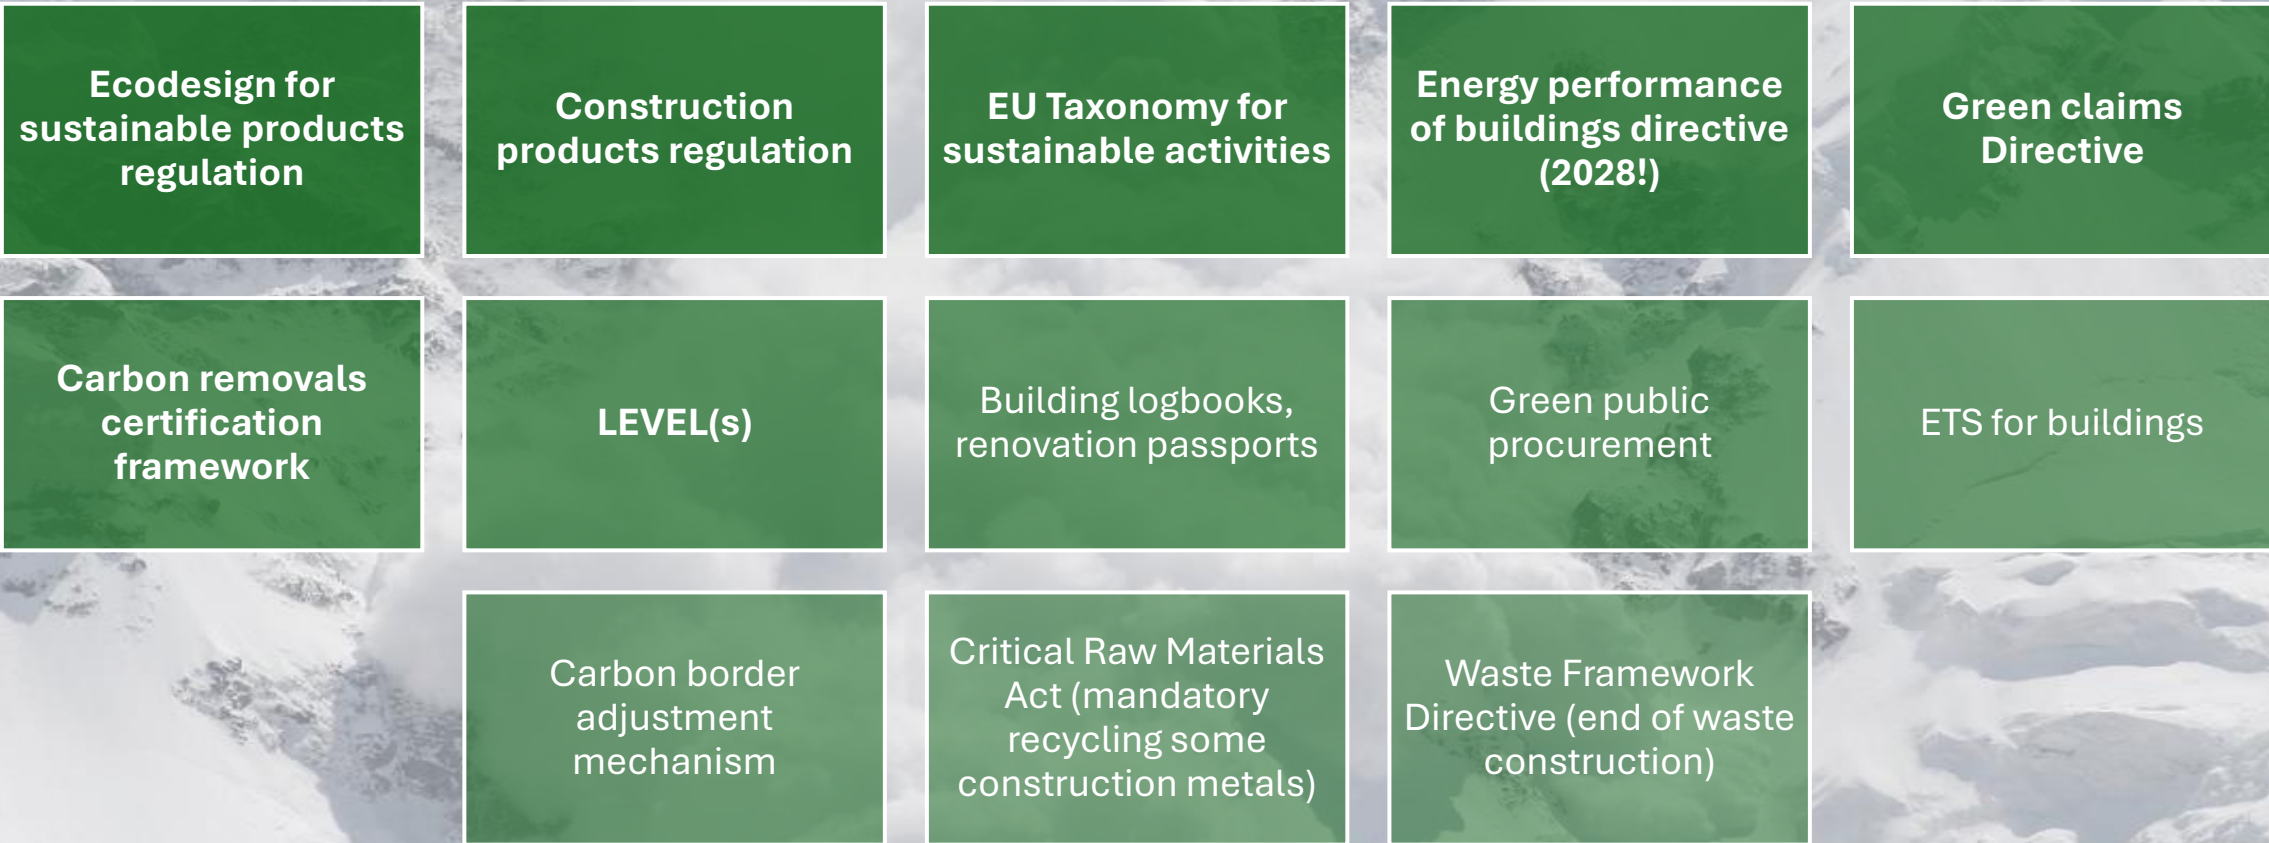 Ecodesign for
sustainable products
regulation
Construction
products regulation
EU Taxonomy for
sustainable activities
Energy performance
of buildings directive
(2028!)
Green claims
Directive
Carbon removals
certification
framework
LEVEL(s)
Building logbooks,
renovation passports
Green public
procurement
ETS for buildings
Carbon border
adjustment
mechanism
Critical Raw Materials
Act (mandatory
recycling some
construction metals)
Waste Framework
Directive (end of waste
construction)